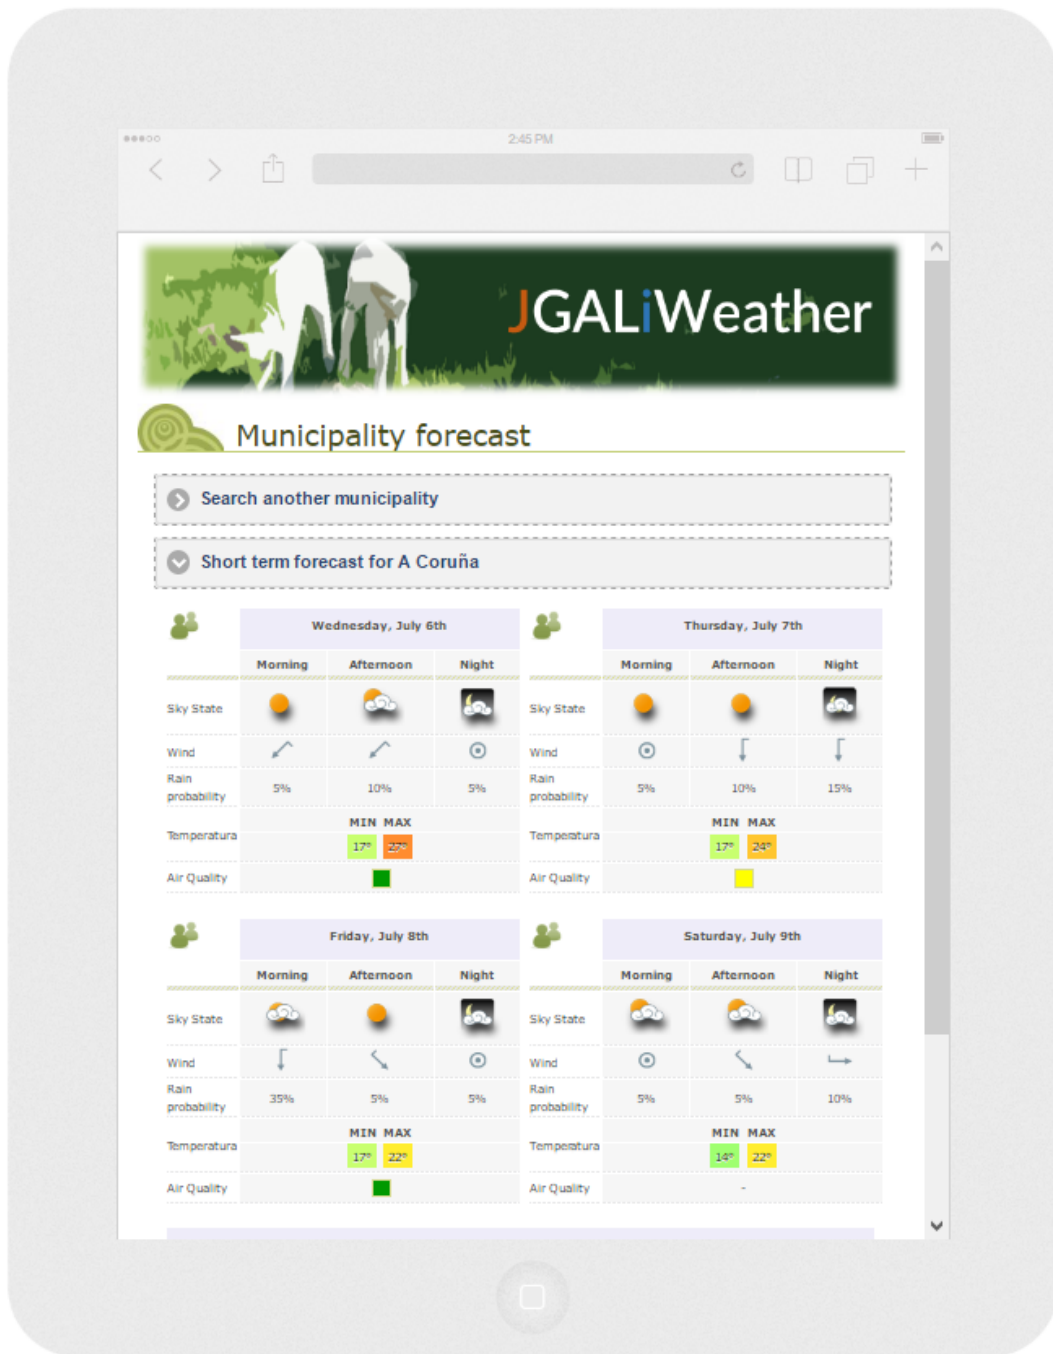 2:45 PM
JGALiWeather
Municipality forecast
Search another municipality
Short term forecast for A Coruña
Wednesday, July 6th
Morning Afternoon Night
Sky State
Wind
Rain probability 5% 10% 5%
MIN MAX
Temperatura 17º 27º
Air Quality
Thursday, July 7th
Morning Afternoon Night
Sky State
Wind
Rain probability 5% 10% 15%
MIN MAX
Temperatura 17º 24º
Air Quality
Friday, July 8th
Morning Afternoon Night
Sky State
Wind
Rain probability 35% 5% 5%
MIN MAX
Temperatura 17º 22º
Air Quality
Saturday, July 9th
Morning Afternoon Night
Sky State
Wind
Rain probability 5% 5% 10%
MIN MAX
Temperatura 14º 22º
Air Quality -